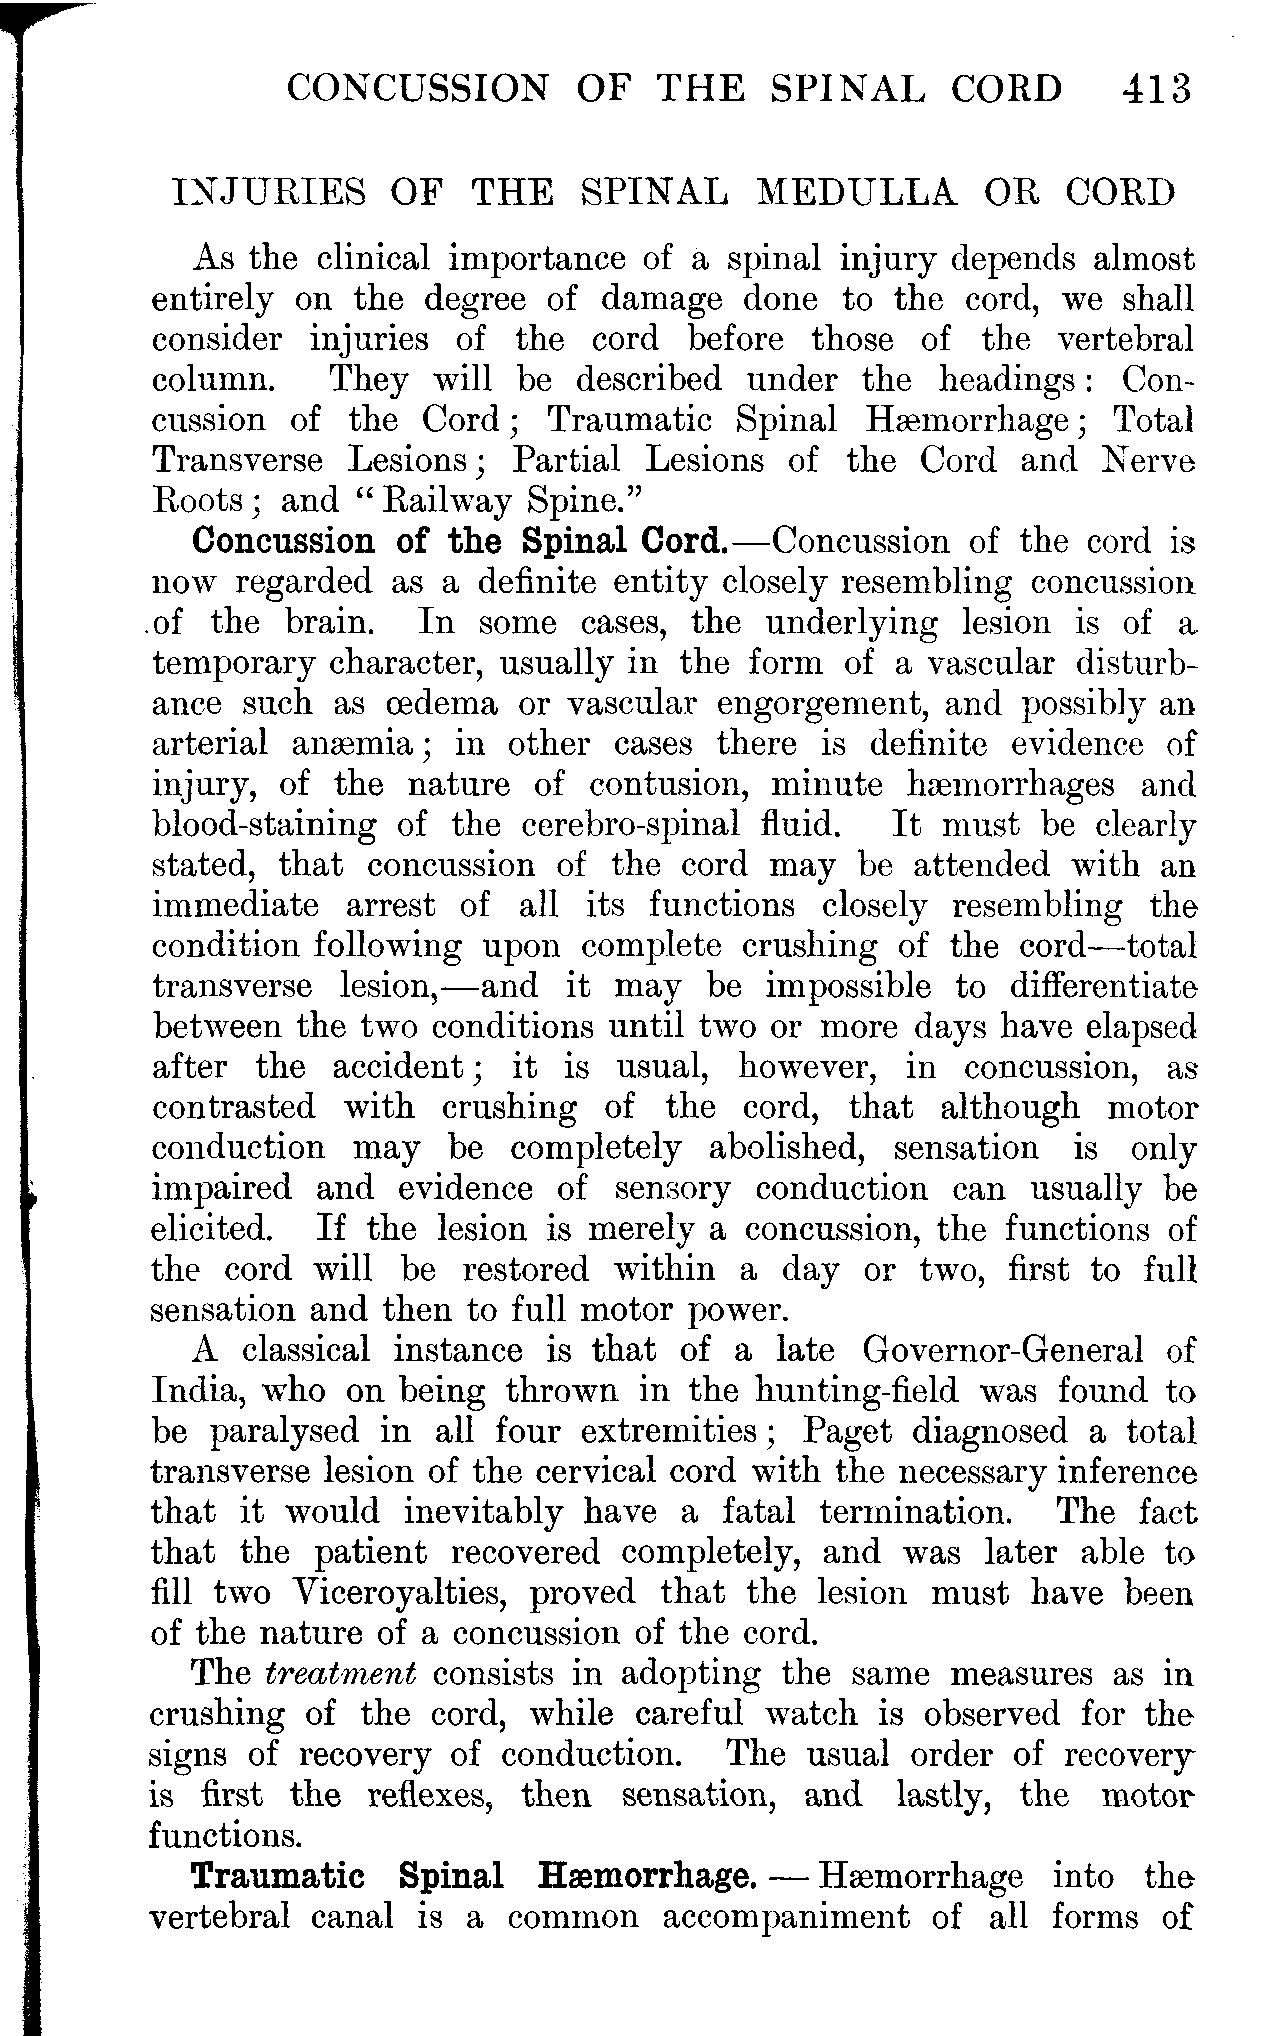 CONCUSSION OF THE SPINAL CORD 413
INJURIES OF THE SPINAL MEDULLA OR CORD
As the clinical importance of a spinal injury depends almost
entirely on the degree of damage done to the cord, we shall
consider injuries of the cord before those of the vertebral
column. They will be described under the headings: Con-
cussion of the Cord; Traumatic Spinal Hæmorrhage; Total
Transverse Lesions; Partial Lesions of the Cord and Nerve
Roots; and "Railway Spine."
Concussion of the Spinal Cord.—Concussion of the cord is
now regarded as a definite entity closely resembling concussion
of the brain. In some cases, the underlying lesion is of a
temporary character, usually in the form of a vascular disturb-
ance such as œdema or vascular engorgement, and possibly an
arterial anæmia; in other cases there is definite evidence of
injury, of the nature of contusion, minute hæmorrhages and
blood-staining of the cerebro-spinal fluid. It must be clearly
stated, that concussion of the cord may be attended with an
immediate arrest of all its functions closely resembling the
condition following upon complete crushing of the cord—total
transverse lesion,—and it may be impossible to differentiate
between the two conditions until two or more days have elapsed
after the accident; it is usual, however, in concussion, as
contrasted with crushing of the cord, that although motor
conduction may be completely abolished, sensation is only
impaired and evidence of sensory conduction can usually be
elicited. If the lesion is merely a concussion, the functions of
the cord will be restored within a day or two, first to full
sensation and then to full motor power.
A classical instance is that of a late Governor-General of
India, who on being thrown in the hunting-field was found to
be paralysed in all four extremities; Paget diagnosed a total
transverse lesion of the cervical cord with the necessary inference
that it would inevitably have a fatal termination. The fact
that the patient recovered completely, and was later able to
fill two Viceroyalties, proved that the lesion must have been
of the nature of a concussion of the cord.
The treatment consists in adopting the same measures as in
crushing of the cord, while careful watch is observed for the
signs of recovery of conduction. The usual order of recovery
is first the reflexes, then sensation, and lastly, the motor
functions.
Traumatic Spinal Hæmorrhage.—Hæmorrhage into the
vertebral canal is a common accompaniment of all forms of